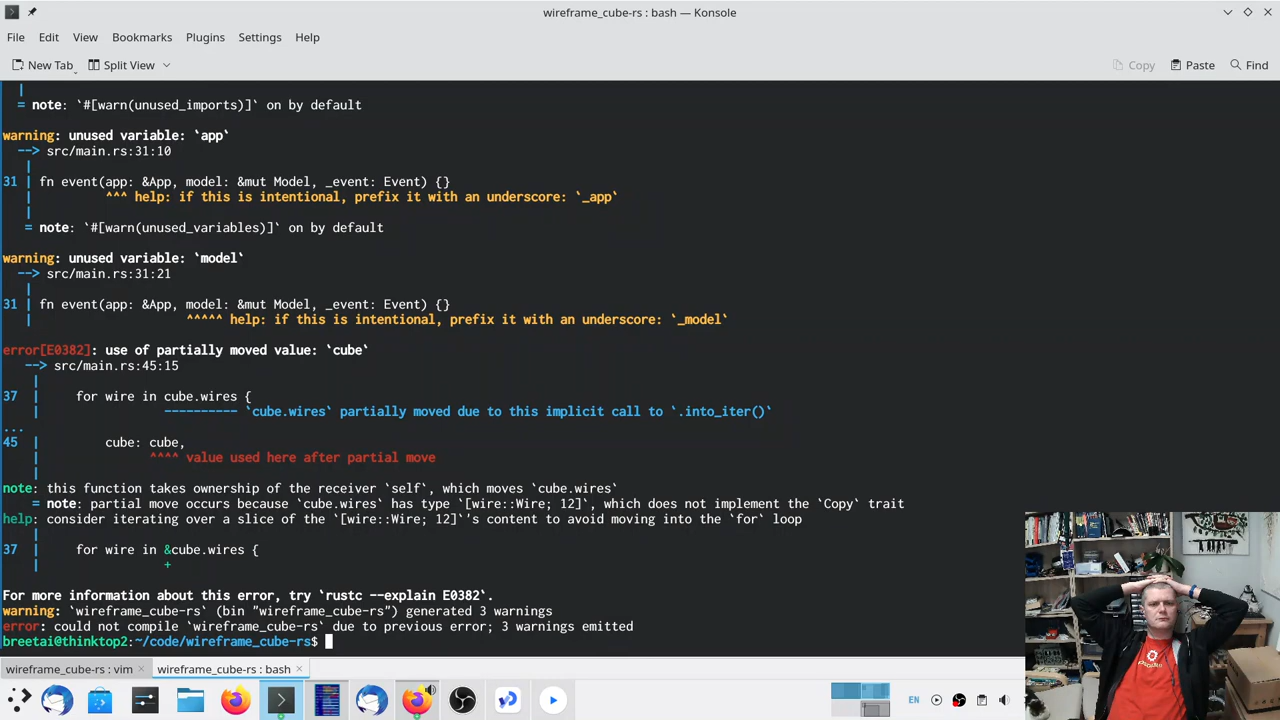 wireframe_cube-rs : bash — Konsole
File Edit View Bookmarks Plugins Settings Help
New Tab Split View Copy Paste Find
= note: `#[warn(unused_imports)]` on by default
warning: unused variable: `app`
--> src/main.rs:31:10
|
31 | fn event(app: &App, model: &mut Model, _event: Event) {}
| ^^^ help: if this is intentional, prefix it with an underscore: `_app`
|
= note: `#[warn(unused_variables)]` on by default
warning: unused variable: `model`
--> src/main.rs:31:21
|
31 | fn event(app: &App, model: &mut Model, _event: Event) {}
| ^^^^^ help: if this is intentional, prefix it with an underscore: `_model`
error[E0382]: use of partially moved value: `cube`
--> src/main.rs:45:15
|
37 | for wire in cube.wires {
| ---------- `cube.wires` partially moved due to this implicit call to `.into_iter()`
...
45 | cube: cube,
| ^^^^ value used here after partial move
|
note: this function takes ownership of the receiver `self`, which moves `cube.wires`
= note: partial move occurs because `cube.wires` has type `[wire::Wire; 12]`, which does not implement the `Copy` trait
help: consider iterating over a slice of the `[wire::Wire; 12]`'s content to avoid moving into the `for` loop
|
37 | for wire in &cube.wires {
| +
For more information about this error, try `rustc --explain E0382`.
warning: `wireframe_cube-rs` (bin "wireframe_cube-rs") generated 3 warnings
error: could not compile `wireframe_cube-rs` due to previous error; 3 warnings emitted
breetai@thinktop2:~/code/wireframe_cube-rs$
wireframe_cube-rs : vim wireframe_cube-rs : bash
EN